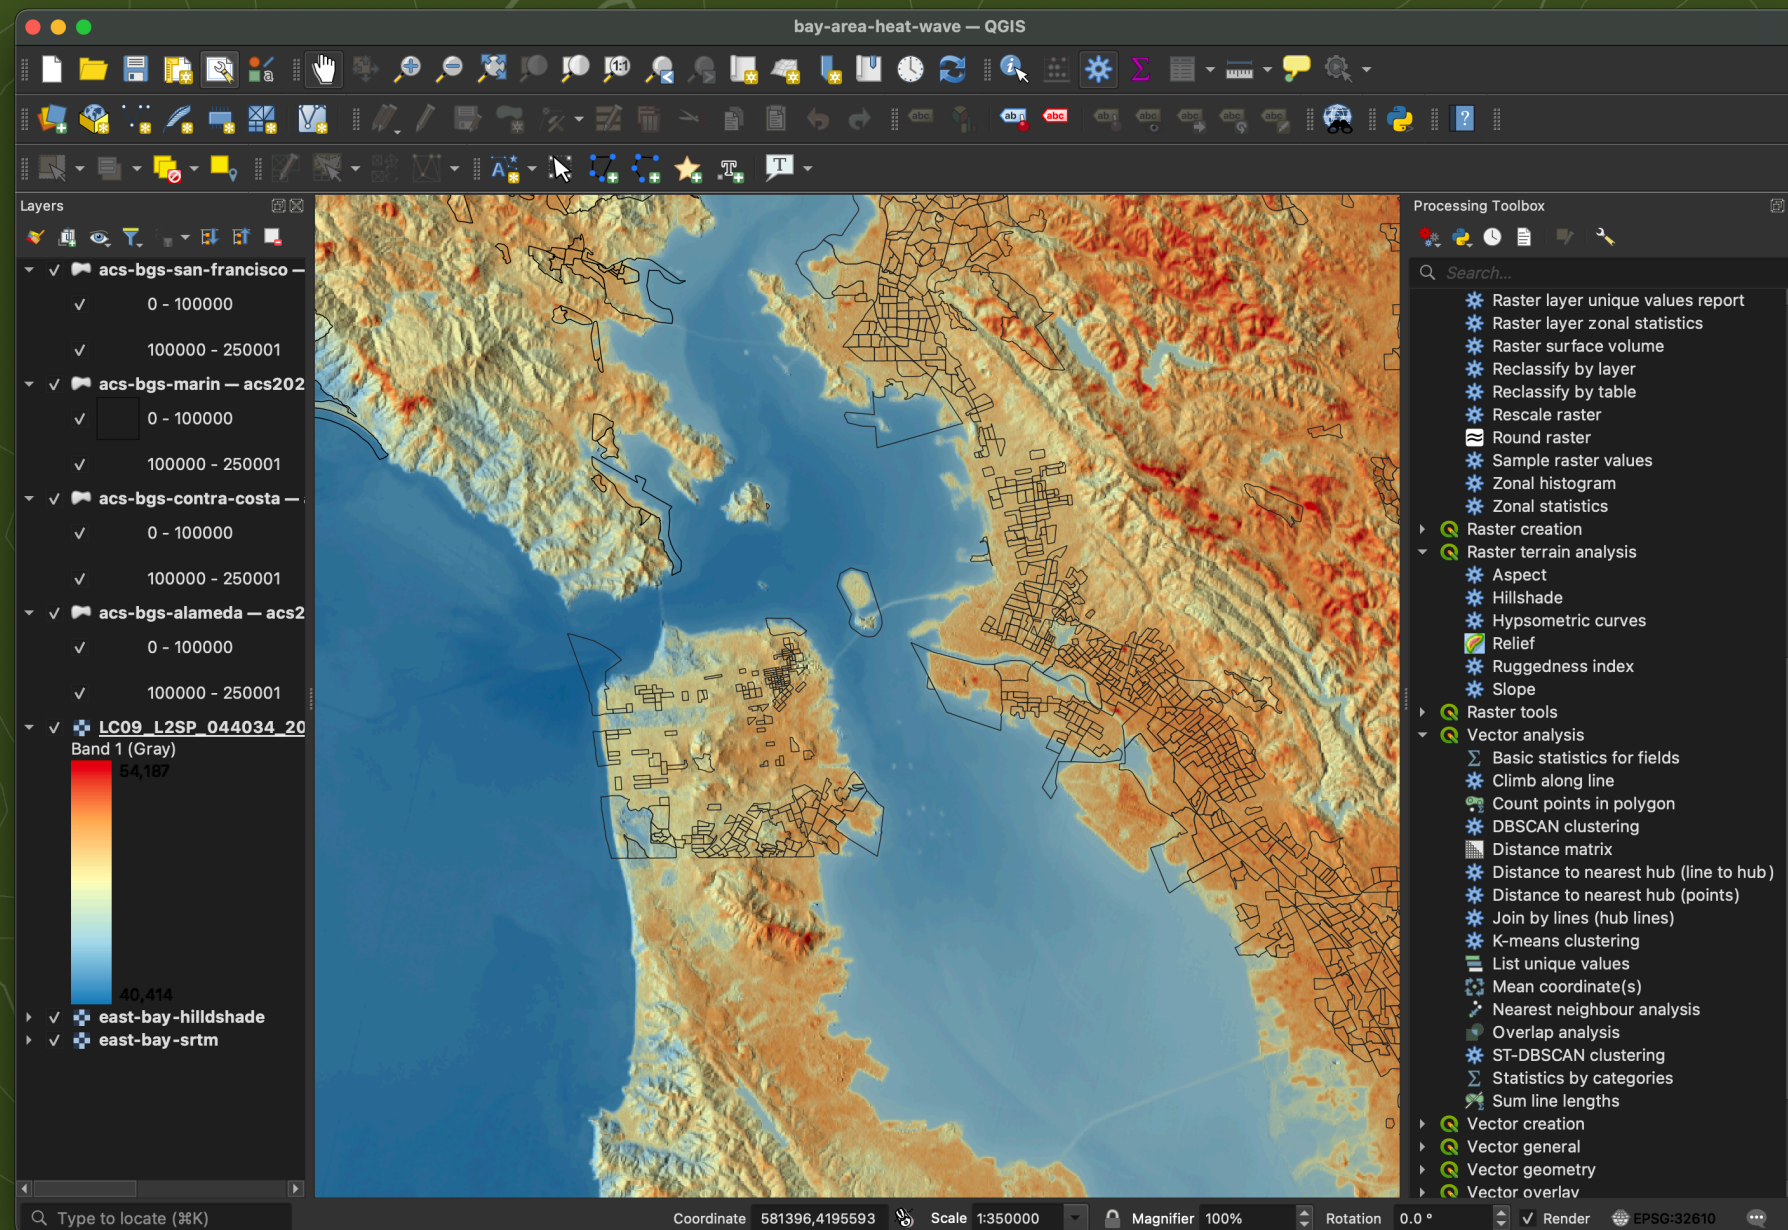 bay-area-heat-wave — QGIS
Layers
acs-bgs-san-francisco —
0 - 100000
100000 - 250001
acs-bgs-marin — acs202
0 - 100000
100000 - 250001
acs-bgs-contra-costa —
0 - 100000
100000 - 250001
acs-bgs-alameda — acs2
0 - 100000
100000 - 250001
LC09_L2SP_044034_20
Band 1 (Gray)
54,187
40,414
east-bay-hilldshade
east-bay-srtm
Processing Toolbox
Search...
Raster layer unique values report
Raster layer zonal statistics
Raster surface volume
Reclassify by layer
Reclassify by table
Rescale raster
Round raster
Sample raster values
Zonal histogram
Zonal statistics
Raster creation
Raster terrain analysis
Aspect
Hillshade
Hypsometric curves
Relief
Ruggedness index
Slope
Raster tools
Vector analysis
Basic statistics for fields
Climb along line
Count points in polygon
DBSCAN clustering
Distance matrix
Distance to nearest hub (line to hub)
Distance to nearest hub (points)
Join by lines (hub lines)
K-means clustering
List unique values
Mean coordinate(s)
Nearest neighbour analysis
Overlap analysis
ST-DBSCAN clustering
Statistics by categories
Sum line lengths
Vector creation
Vector general
Vector geometry
Vector overlay
Type to locate (⌘K)
Coordinate 581396,4195593
Scale 1:350000
Magnifier 100%
Rotation 0.0 °
Render
EPSG:32610